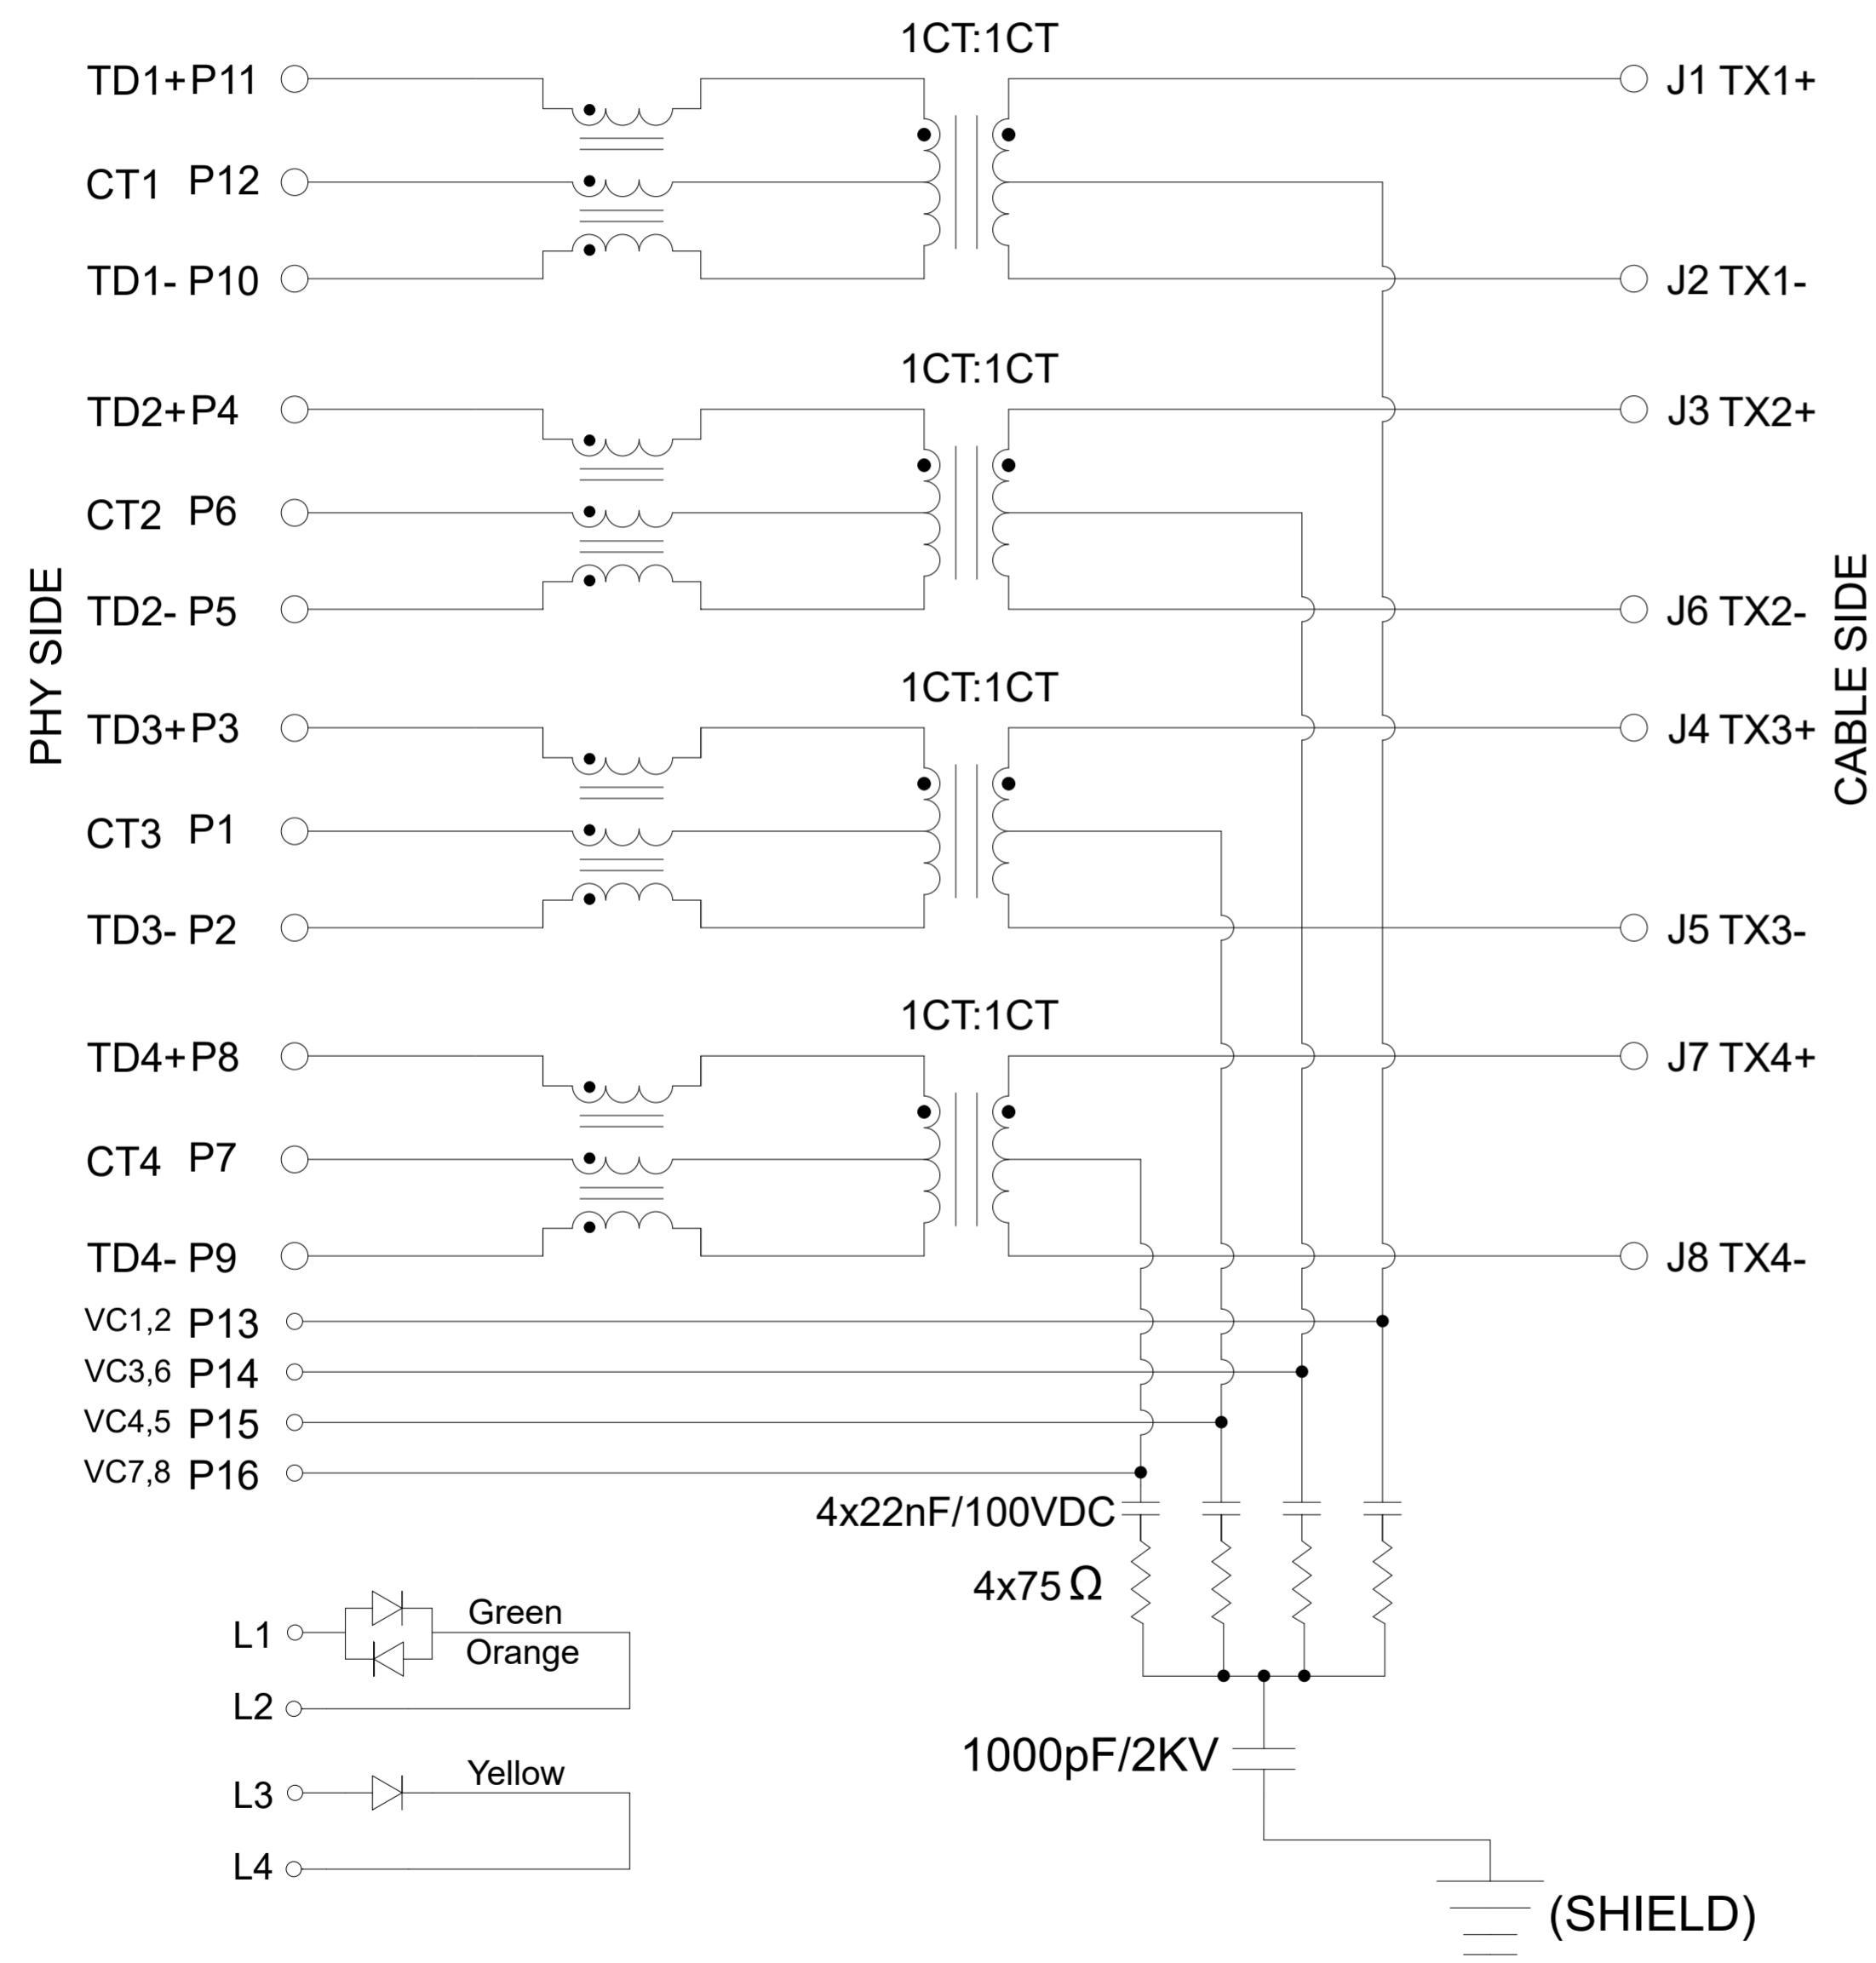 1CT:1CT
TD1+ P11
J1 TX1+
CT1 P12
TD1- P10
J2 TX1-
1CT:1CT
TD2+ P4
J3 TX2+
CT2 P6
TD2- P5
J6 TX2-
PHY SIDE
CABLE SIDE
1CT:1CT
TD3+ P3
J4 TX3+
CT3 P1
TD3- P2
J5 TX3-
1CT:1CT
TD4+ P8
J7 TX4+
CT4 P7
TD4- P9
J8 TX4-
VC1,2 P13
VC3,6 P14
VC4,5 P15
VC7,8 P16
4x22nF/100VDC
4x75 Ω
L1
Green
Orange
L2
1000pF/2KV
L3
Yellow
L4
(SHIELD)